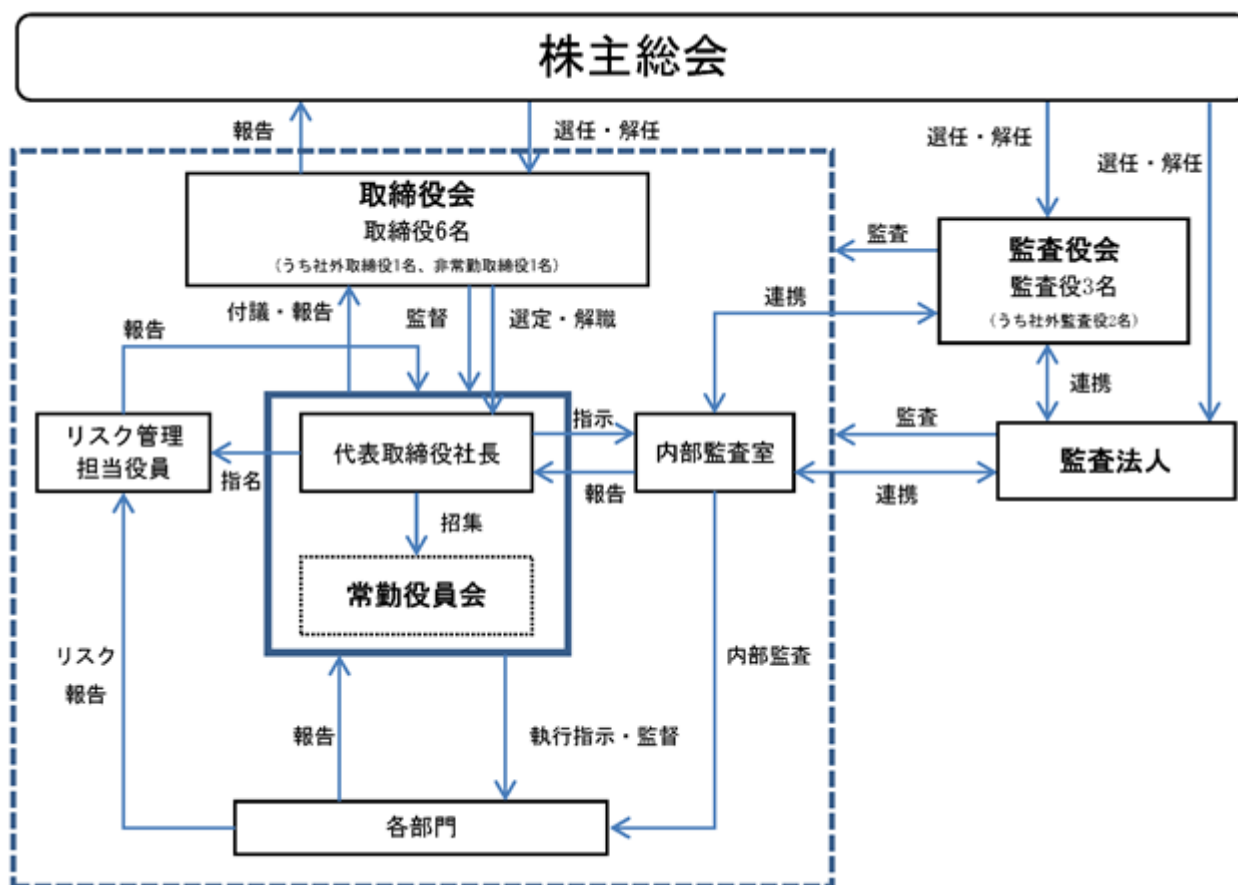 株主総会
報告
選任・解任
選任・解任
選任・解任
取締役会
取締役6名
（うち社外取締役1名、非常勤取締役1名）
監査
監査役会
監査役3名
（うち社外監査役2名）
付議・報告
監督
選定・解職
連携
報告
連携
リスク管理
担当役員
指名
代表取締役社長
指示
報告
内部監査室
監査
連携
監査法人
招集
常勤役員会
リスク
報告
内部監査
報告
執行指示・監督
各部門